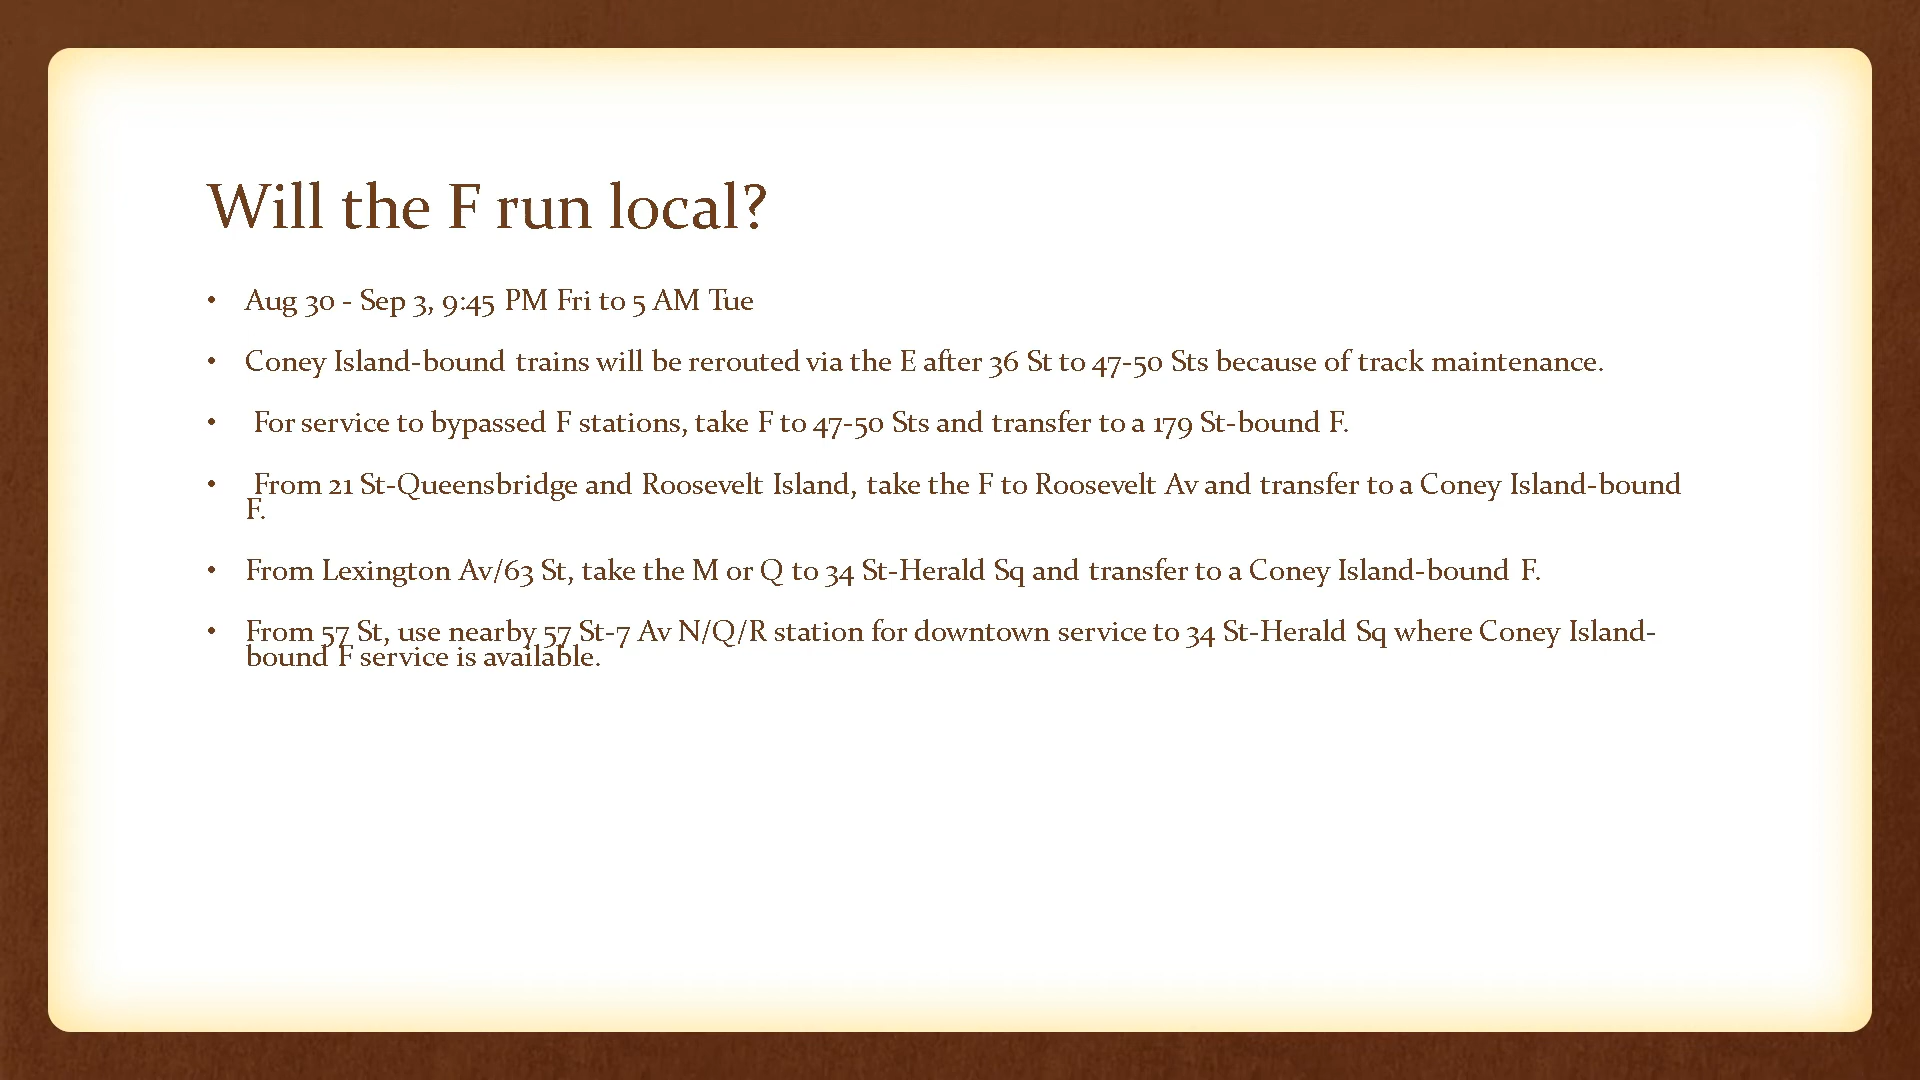 Will the F run local?
• Aug 30 - Sep 3, 9:45 PM Fri to 5 AM Tue
• Coney Island-bound trains will be rerouted via the E after 36 St to 47-50 Sts because of track maintenance.
• For service to bypassed F stations, take F to 47-50 Sts and transfer to a 179 St-bound F.
• From 21 St-Queensbridge and Roosevelt Island, take the F to Roosevelt Av and transfer to a Coney Island-bound
F.
• From Lexington Av/63 St, take the M or Q to 34 St-Herald Sq and transfer to a Coney Island-bound F.
• From 57 St, use nearby 57 St-7 Av N/Q/R station for downtown service to 34 St-Herald Sq where Coney Island-
bound F service is available.